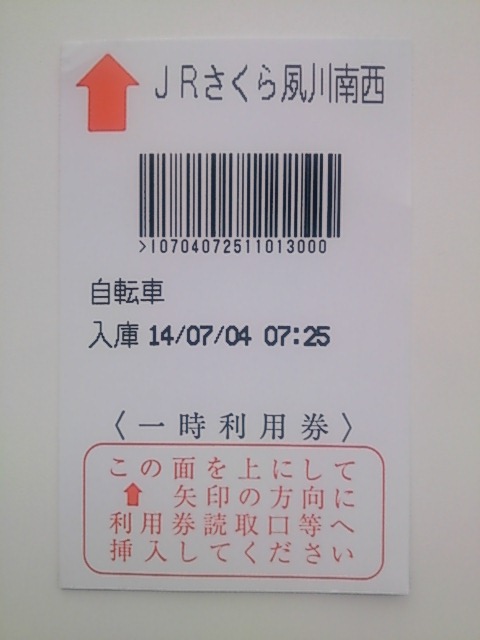 JRさくら夙川南西
>10704072511013000
自転車
入庫 14/07/04 07:25
〈一時利用券〉
この面を上にして
⬆ 矢印の方向に
利用券読取口等へ
挿入してください